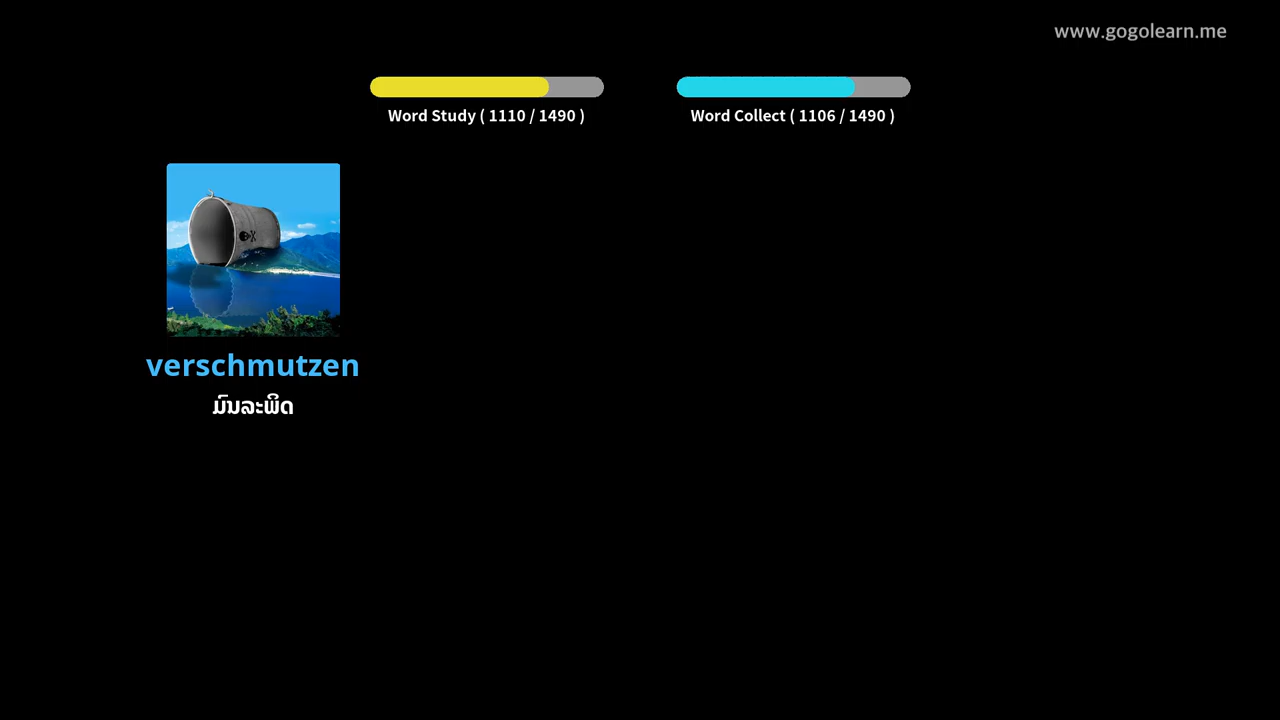 www.gogolearn.me
Word Study ( 1110 / 1490 )
Word Collect ( 1106 / 1490 )
verschmutzen
ມົນລະພິດ